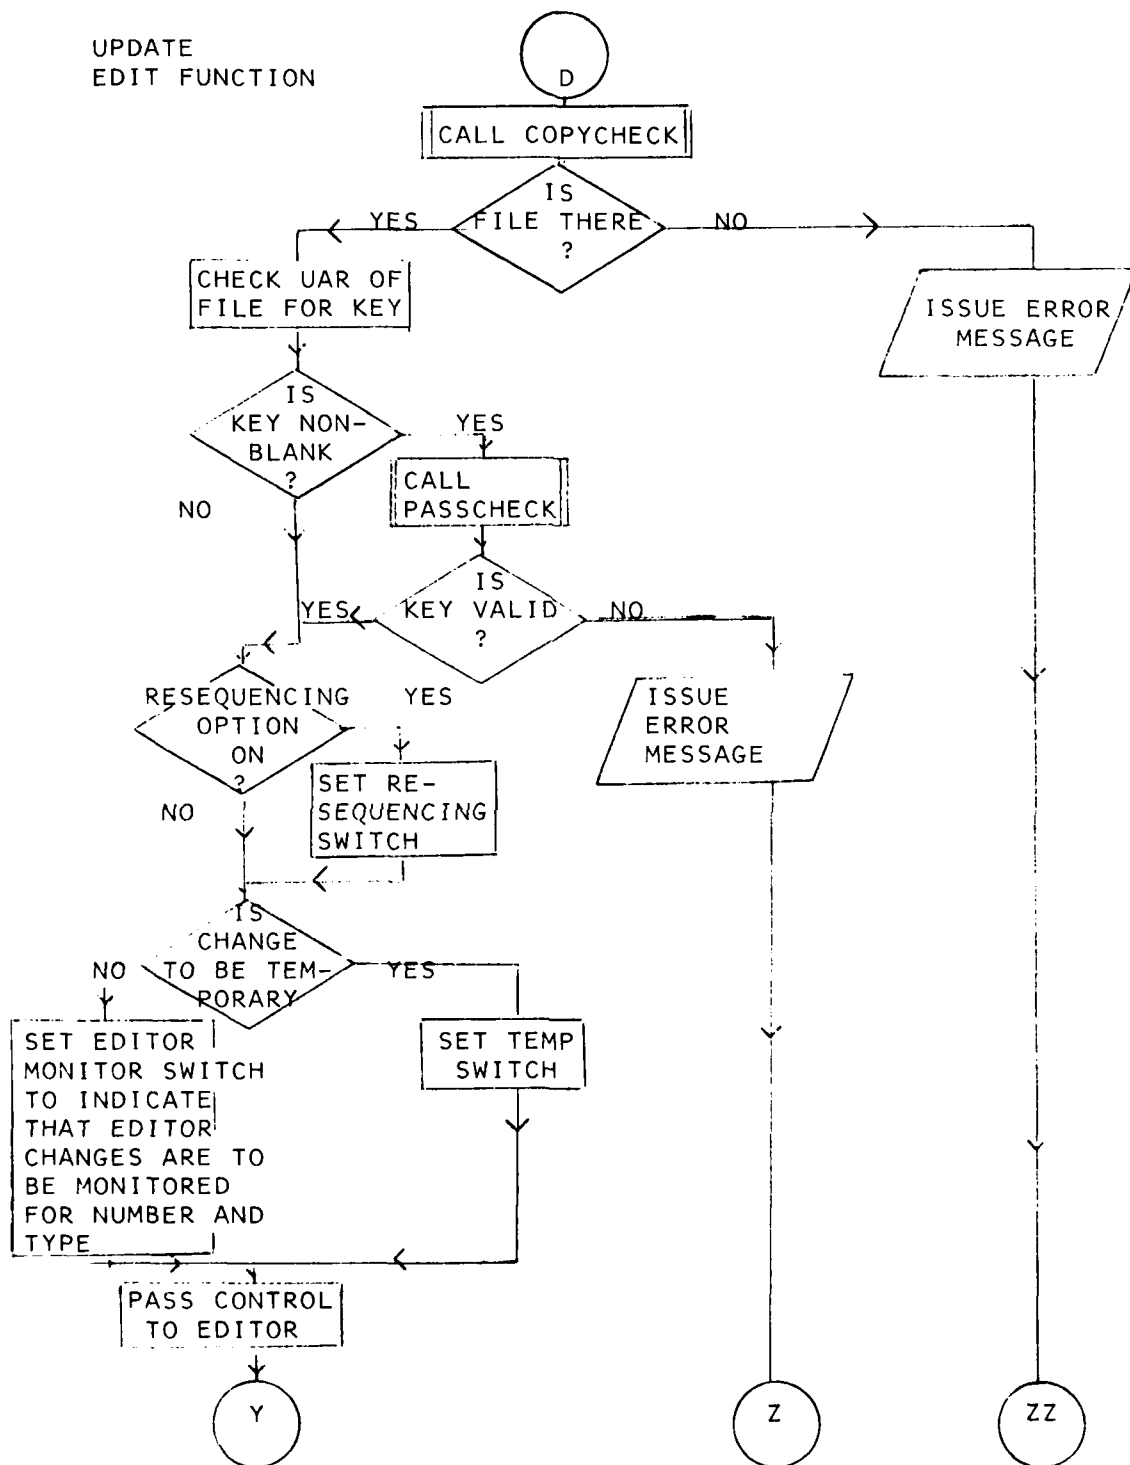 UPDATE
EDIT FUNCTION
D
CALL COPYCHECK
IS
FILE THERE
?
YES
NO
CHECK UAR OF
FILE FOR KEY
ISSUE ERROR
MESSAGE
IS
KEY NON-
BLANK
?
YES
NO
CALL
PASSCHECK
IS
KEY VALID
?
YES
NO
RESEQUENCING
OPTION
ON
?
YES
NO
ISSUE
ERROR
MESSAGE
SET RE-
SEQUENCING
SWITCH
IS
CHANGE
TO BE TEM-
PORARY
NO
YES
SET EDITOR
MONITOR SWITCH
TO INDICATE
THAT EDITOR
CHANGES ARE TO
BE MONITORED
FOR NUMBER AND
TYPE
SET TEMP
SWITCH
PASS CONTROL
TO EDITOR
Y
Z
ZZ